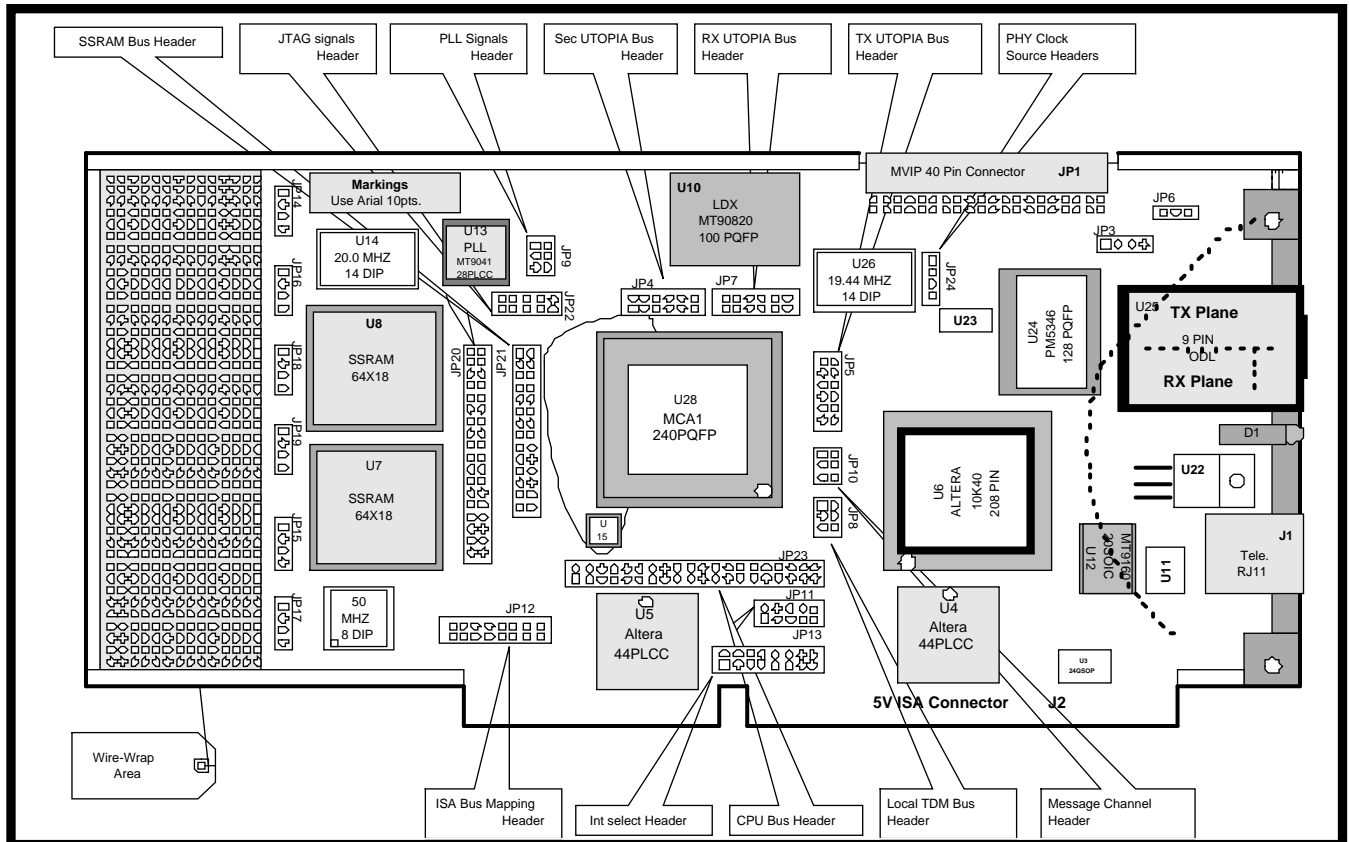 SSRAM Bus Header
JTAG signals
Header
PLL Signals
Header
Sec UTOPIA Bus
Header
RX UTOPIA Bus
Header
TX UTOPIA Bus
Header
PHY Clock
Source Headers
MVIP 40 Pin Connector JP1
JP14
Markings
Use Arial 10pts.
U10
LDX
MT90820
100 PQFP
JP6
JP3
U14
20.0 MHZ
14 DIP
U13
PLL
MT9041
28PLCC
JP9
U26
19.44 MHZ
14 DIP
JP24
JP16
JP22
JP4
JP7
U23
U24
PM5346
128 PQFP
U25
TX Plane
9 PIN
ODL
RX Plane
U8
SSRAM
64X18
JP18
JP20
JP21
JP5
U28
MCA1
240PQFP
D1
JP19
U7
SSRAM
64X18
JP10
JP8
U6
ALTERA
10K40
208 PIN
U22
JP15
U
15
U12
MT9160
20SOIC
U11
J1
Tele.
RJ11
JP23
JP17
50
MHZ
8 DIP
JP12
U5
Altera
44PLCC
JP11
JP13
U4
Altera
44PLCC
U3
24QSOP
5V ISA Connector J2
Wire-Wrap
Area
ISA Bus Mapping
Header
Int select Header
CPU Bus Header
Local TDM Bus
Header
Message Channel
Header